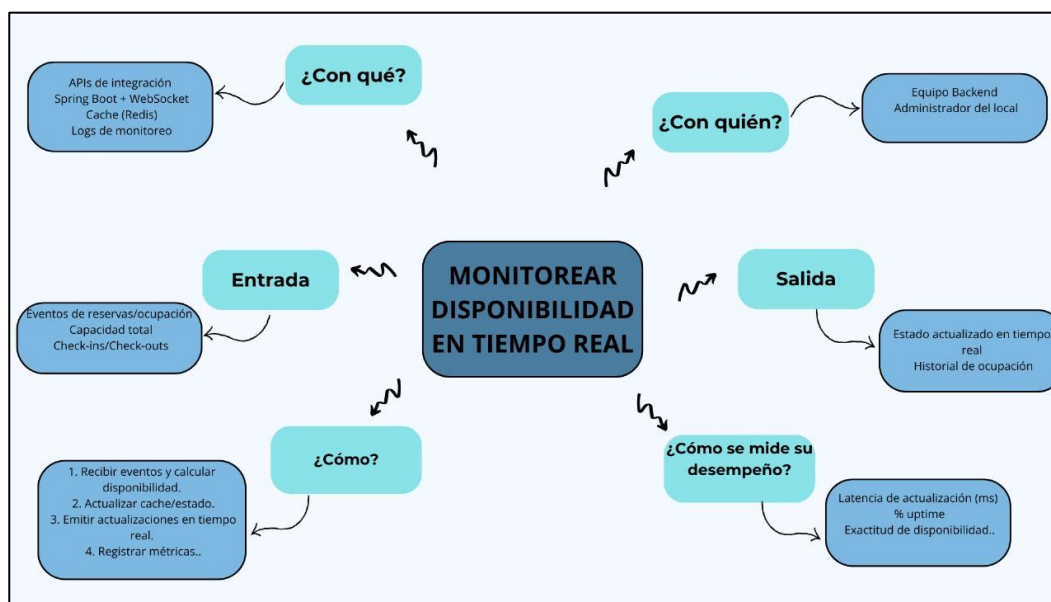 ¿Con qué?
APIs de integración
Spring Boot + WebSocket
Cache (Redis)
Logs de monitoreo
¿Con quién?
Equipo Backend
Administrador del local
Entrada
Eventos de reservas/ocupación
Capacidad total
Check-ins/Check-outs
MONITOREAR
DISPONIBILIDAD
EN TIEMPO REAL
Salida
Estado actualizado en tiempo
real
Historial de ocupación
¿Cómo?
1. Recibir eventos y calcular
disponibilidad.
2. Actualizar cache/estado.
3. Emitir actualizaciones en tiempo
real.
4. Registrar métricas..
¿Cómo se mide su
desempeño?
Latencia de actualización (ms)
% uptime
Exactitud de disponibilidad..